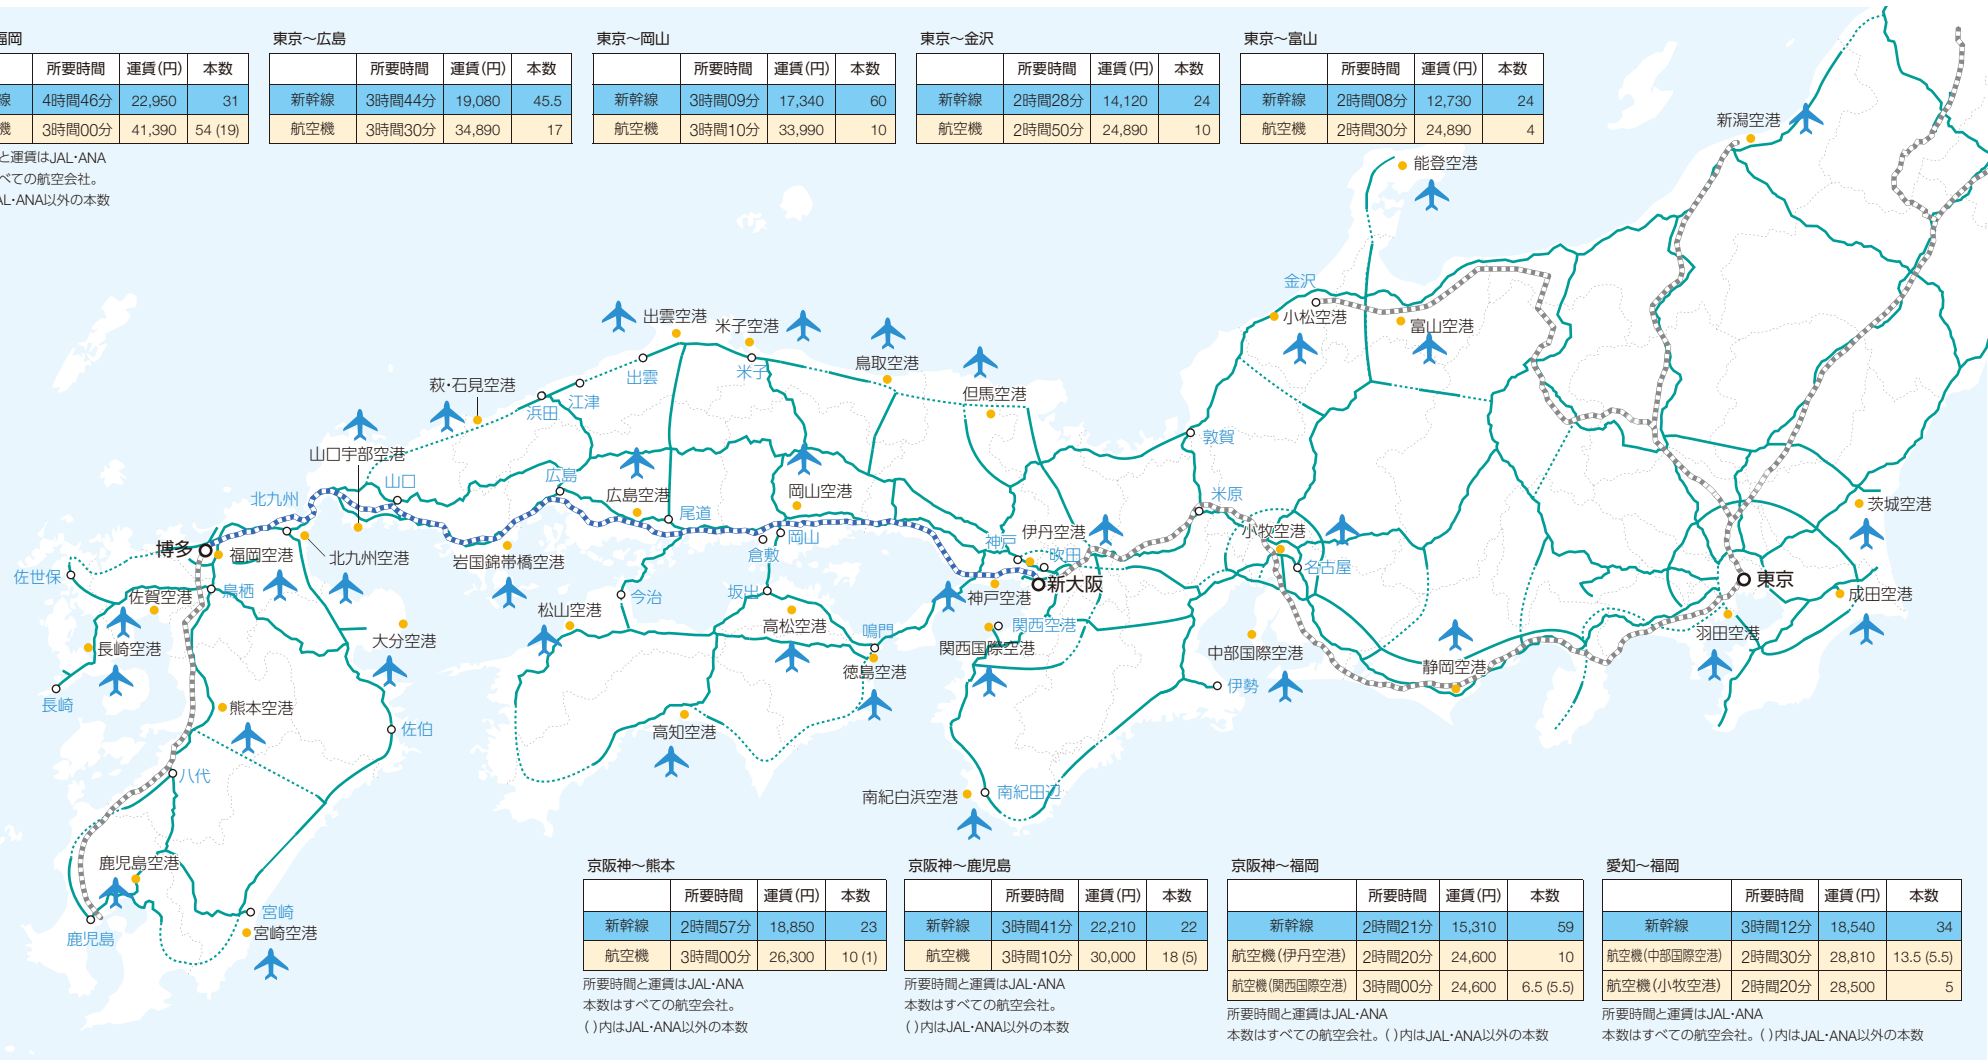 福岡
所要時間 運賃(円) 本数
線 4時間46分 22,950 31
機 3時間00分 41,390 54 (19)
と運賃はJAL・ANA
べての航空会社。
AL・ANA以外の本数
東京〜広島
所要時間 運賃(円) 本数
新幹線 3時間44分 19,080 45.5
航空機 3時間30分 34,890 17
東京〜岡山
所要時間 運賃(円) 本数
新幹線 3時間09分 17,340 60
航空機 3時間10分 33,990 10
東京〜金沢
所要時間 運賃(円) 本数
新幹線 2時間28分 14,120 24
航空機 2時間50分 24,890 10
東京〜富山
所要時間 運賃(円) 本数
新幹線 2時間08分 12,730 24
航空機 2時間30分 24,890 4
新潟空港
能登空港
金沢
小松空港
富山空港
出雲空港
米子空港
鳥取空港
但馬空港
出雲
米子
萩・石見空港
浜田
江津
山口宇部空港
山口
北九州
広島
広島空港
尾道
岡山空港
岡山
倉敷
敦賀
米原
小牧空港
名古屋
伊丹空港
神戸
吹田
新大阪
神戸空港
茨城空港
東京
成田空港
羽田空港
博多
福岡空港
北九州空港
岩国錦帯橋空港
佐世保
佐賀空港
鳥栖
松山空港
今治
坂出
高松空港
鳴門
徳島空港
関西空港
関西国際空港
中部国際空港
静岡空港
長崎空港
大分空港
長崎
熊本空港
佐伯
高知空港
伊勢
八代
南紀白浜空港
南紀田辺
鹿児島空港
鹿児島
宮崎
宮崎空港
京阪神〜熊本
所要時間 運賃(円) 本数
新幹線 2時間57分 18,850 23
航空機 3時間00分 26,300 10 (1)
所要時間と運賃はJAL・ANA
本数はすべての航空会社。
( )内はJAL・ANA以外の本数
京阪神〜鹿児島
所要時間 運賃(円) 本数
新幹線 3時間41分 22,210 22
航空機 3時間10分 30,000 18 (5)
所要時間と運賃はJAL・ANA
本数はすべての航空会社。
( )内はJAL・ANA以外の本数
京阪神〜福岡
所要時間 運賃(円) 本数
新幹線 2時間21分 15,310 59
航空機(伊丹空港) 2時間20分 24,600 10
航空機(関西国際空港) 3時間00分 24,600 6.5 (5.5)
所要時間と運賃はJAL・ANA
本数はすべての航空会社。( )内はJAL・ANA以外の本数
愛知〜福岡
所要時間 運賃(円) 本数
新幹線 3時間12分 18,540 34
航空機(中部国際空港) 2時間30分 28,810 13.5 (5.5)
航空機(小牧空港) 2時間20分 28,500 5
所要時間と運賃はJAL・ANA
本数はすべての航空会社。( )内はJAL・ANA以外の本数